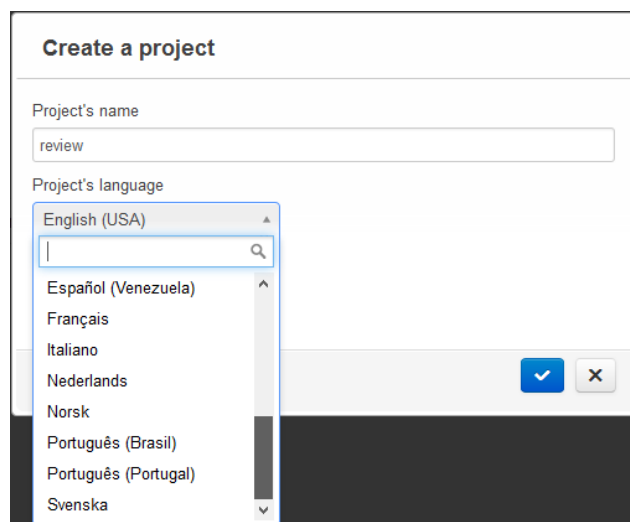 Create a project
Project's name
review
Project's language
English (USA)
Español (Venezuela)
Français
Italiano
Nederlands
Norsk
Português (Brasil)
Português (Portugal)
Svenska